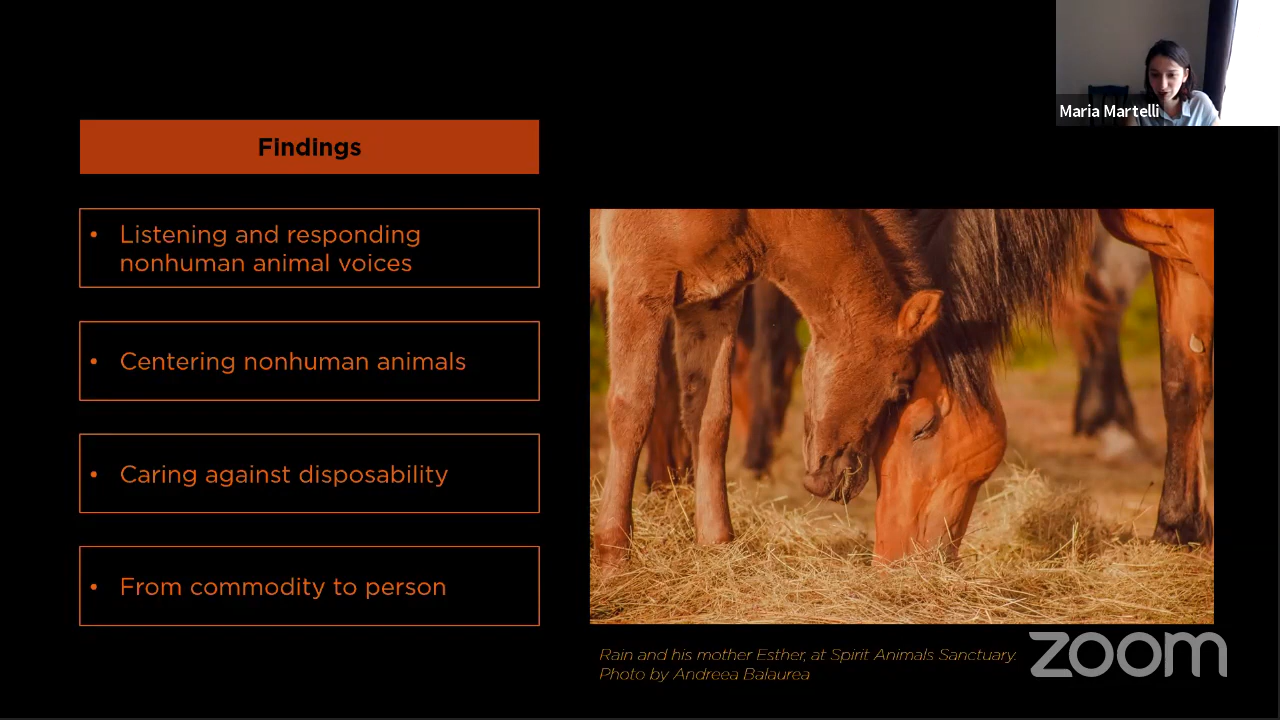 Maria Martelli
Findings
• Listening and responding
nonhuman animal voices
• Centering nonhuman animals
• Caring against disposability
• From commodity to person
Rain and his mother Esther, at Spirit Animals Sanctuary.
Photo by Andreea Balaurea
zoom